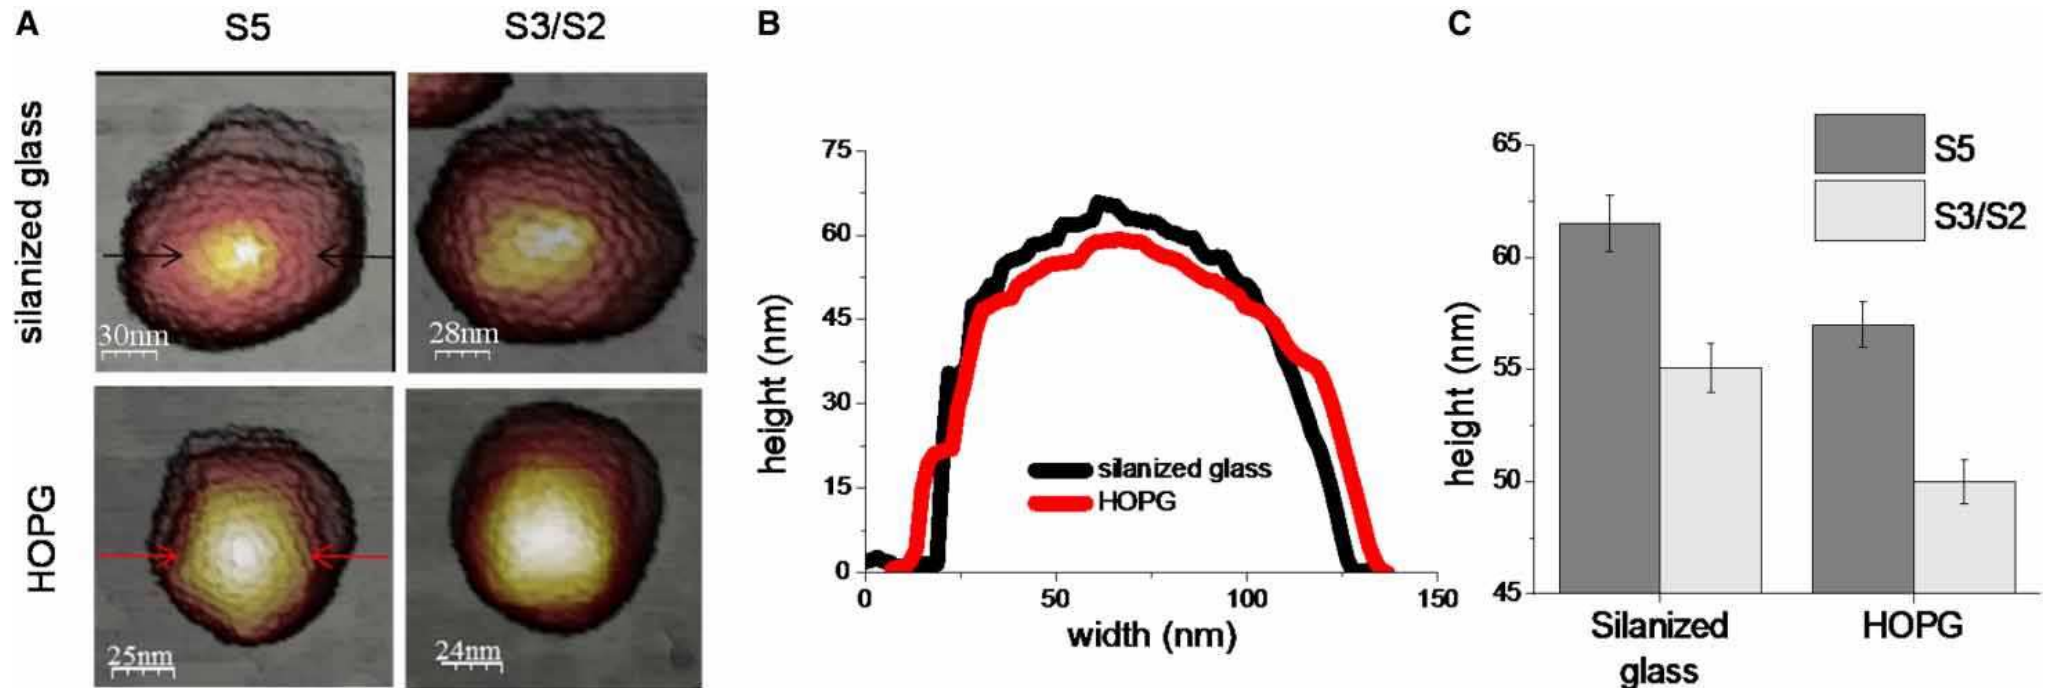 A
S5
S3/S2
silanized glass
30nm
28nm
HOPG
25nm
24nm
B
75
60
45
30
15
0
height (nm)
silanized glass
HOPG
0
50
100
150
width (nm)
C
65
60
55
50
45
height (nm)
S5
S3/S2
Silanized
glass
HOPG